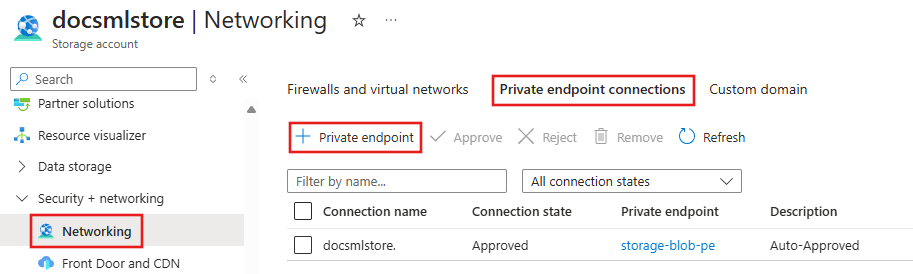 docsmlstore | Networking
Storage account
Search
Partner solutions
Resource visualizer
Data storage
Security + networking
Networking
Front Door and CDN
Firewalls and virtual networks Private endpoint connections Custom domain
Private endpoint Approve Reject Remove Refresh
Filter by name... All connection states
Connection name Connection state Private endpoint Description
docsmlstore. Approved storage-blob-pe Auto-Approved